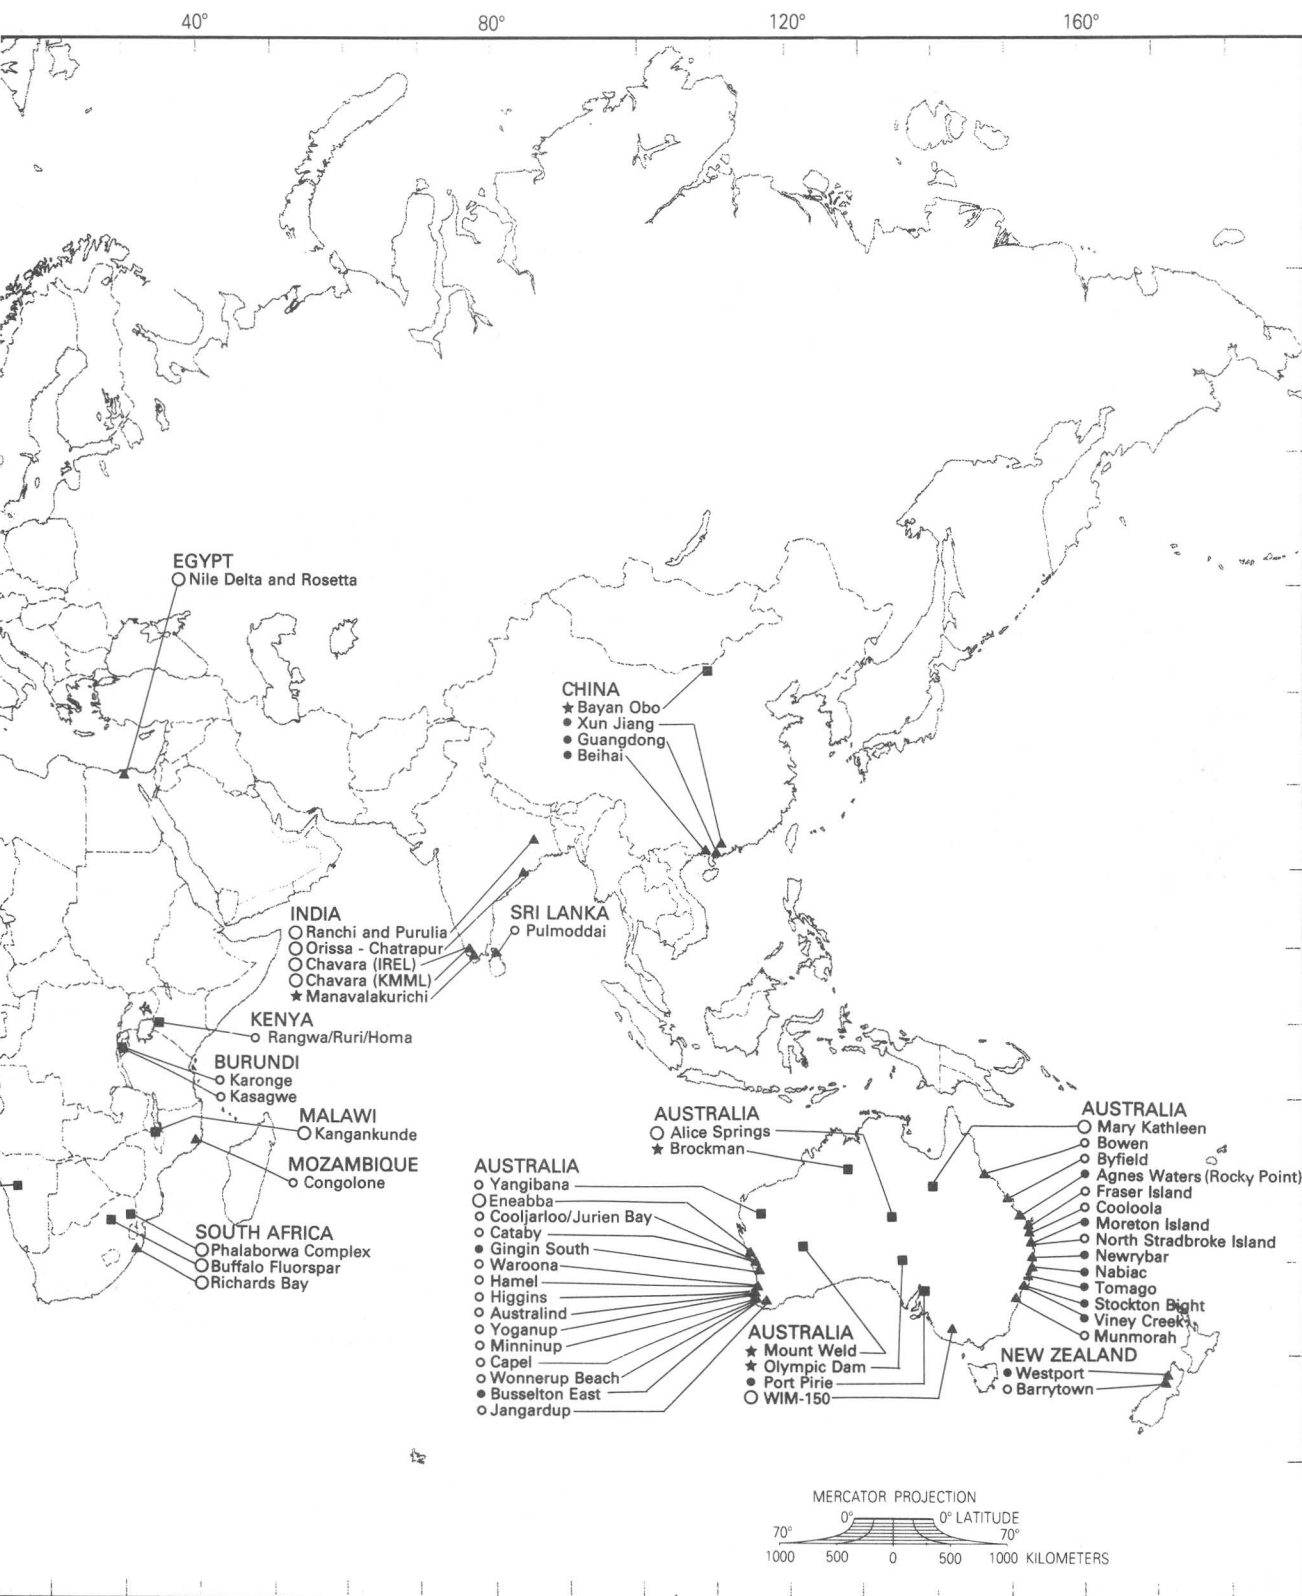 40° 80° 120° 160°
EGYPT
Nile Delta and Rosetta
CHINA
Bayan Obo
Xun Jiang
Guangdong
Beihai
INDIA
Ranchi and Purulia
Orissa - Chatrapur
Chavara (IREL)
Chavara (KMML)
Manavalakurichi
SRI LANKA
Pulmoddai
KENYA
Rangwa/Ruri/Homa
BURUNDI
Karonge
Kasagwe
MALAWI
Kangankunde
MOZAMBIQUE
Congolone
SOUTH AFRICA
Phalaborwa Complex
Buffalo Fluorspar
Richards Bay
AUSTRALIA
Yangibana
Eneabba
Cooljarloo/Jurien Bay
Cataby
Gingin South
Waroona
Hamel
Higgins
Australind
Yoganup
Minninup
Capel
Wonnerup Beach
Busselton East
Jangardup
AUSTRALIA
Alice Springs
Brockman
AUSTRALIA
Mount Weld
Olympic Dam
Port Pirie
WIM-150
AUSTRALIA
Mary Kathleen
Bowen
Byfield
Agnes Waters (Rocky Point)
Fraser Island
Cooloola
Moreton Island
North Stradbroke Island
Newrybar
Nabiac
Tomago
Stockton Bight
Viney Creek
Munmorah
NEW ZEALAND
Westport
Barrytown
MERCATOR PROJECTION
0° 0° LATITUDE
70° 70°
1000 500 0 500 1000 KILOMETERS